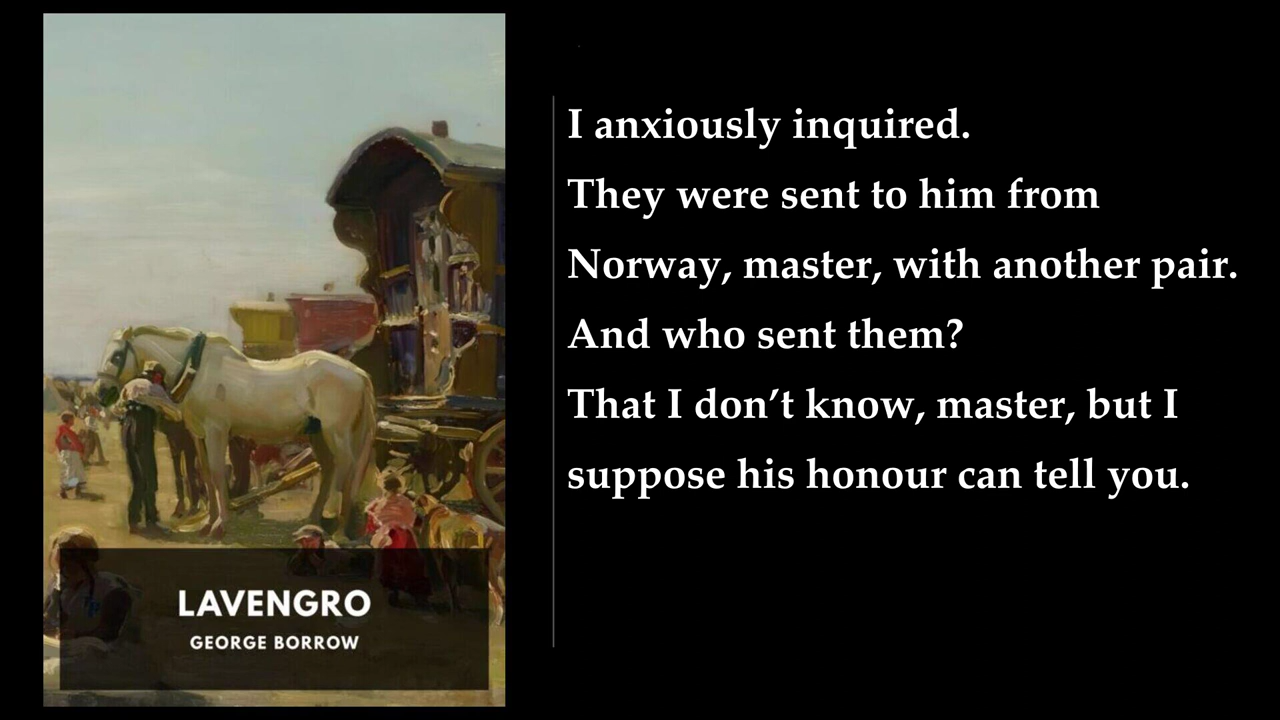 I anxiously inquired.
They were sent to him from
Norway, master, with another pair.
And who sent them?
That I don’t know, master, but I
suppose his honour can tell you.
LAVENGRO
GEORGE BORROW